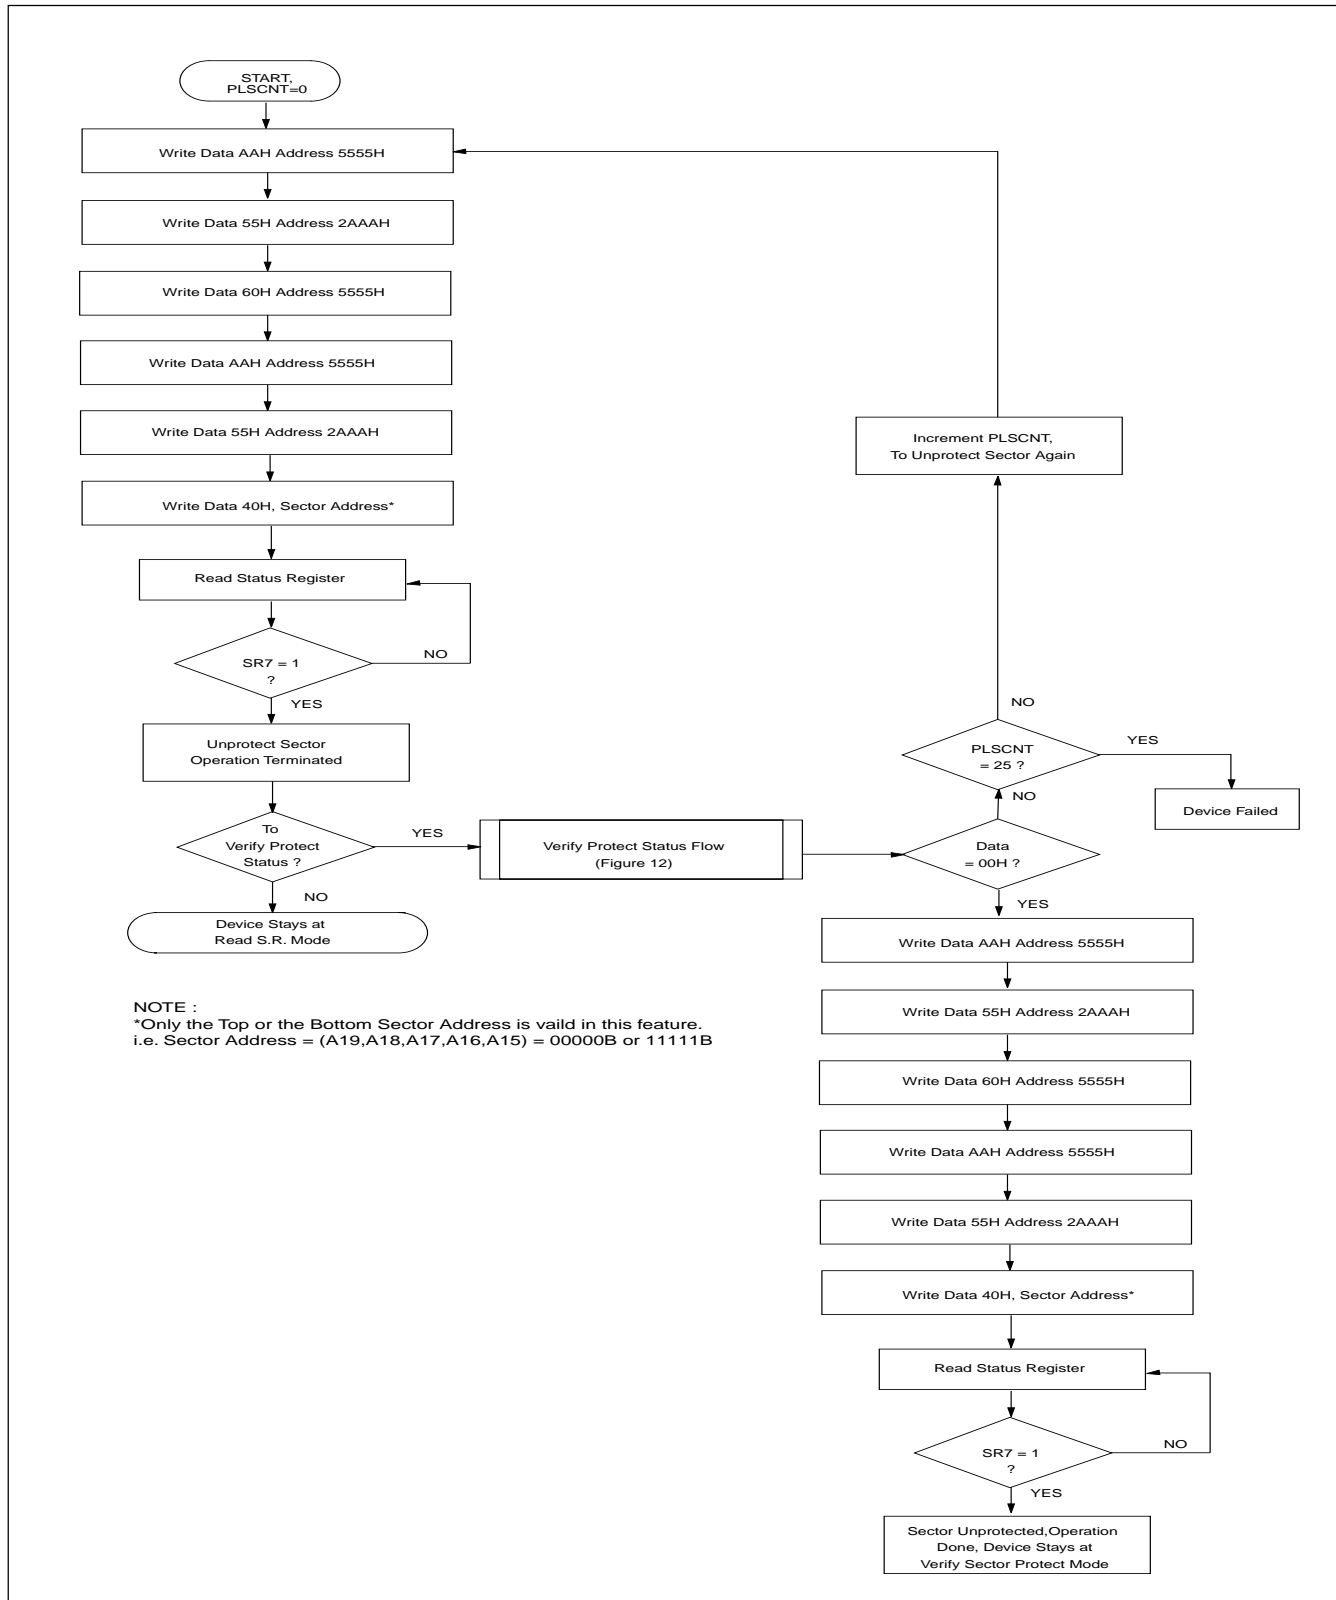 START,
PLSCNT=0
Write Data AAH Address 5555H
Write Data 55H Address 2AAAH
Write Data 60H Address 5555H
Write Data AAH Address 5555H
Write Data 55H Address 2AAAH
Write Data 40H, Sector Address*
Read Status Register
SR7 = 1
?
NO
YES
Unprotect Sector
Operation Terminated
To
Verify Protect
Status ?
YES
NO
Device Stays at
Read S.R. Mode
Verify Protect Status Flow
(Figure 12)
Increment PLSCNT,
To Unprotect Sector Again
NO
PLSCNT
= 25 ?
YES
Device Failed
NO
Data
= 00H ?
YES
Write Data AAH Address 5555H
Write Data 55H Address 2AAAH
Write Data 60H Address 5555H
Write Data AAH Address 5555H
Write Data 55H Address 2AAAH
Write Data 40H, Sector Address*
Read Status Register
SR7 = 1
?
NO
YES
Sector Unprotected,Operation
Done, Device Stays at
Verify Sector Protect Mode
NOTE :
*Only the Top or the Bottom Sector Address is vaild in this feature.
i.e. Sector Address = (A19,A18,A17,A16,A15) = 00000B or 11111B